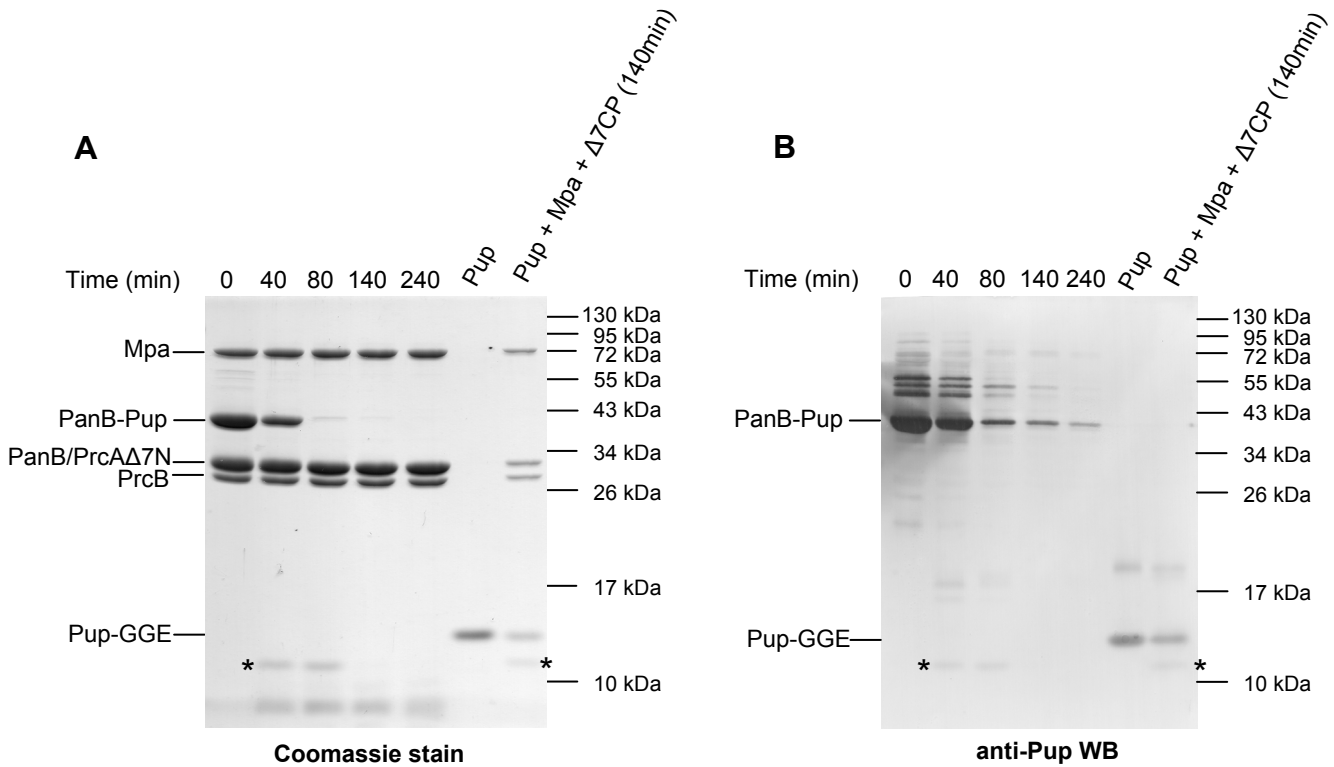 A
Time (min) 0 40 80 140 240 Pup Pup + Mpa + Δ7CP (140min)
130 kDa
95 kDa
Mpa 72 kDa
55 kDa
PanB-Pup 43 kDa
PanB/PrcAΔ7N 34 kDa
PrcB 26 kDa
17 kDa
Pup-GGE
* *
10 kDa
Coomassie stain
B
Time (min) 0 40 80 140 240 Pup Pup + Mpa + Δ7CP (140min)
130 kDa
95 kDa
72 kDa
55 kDa
PanB-Pup 43 kDa
34 kDa
26 kDa
17 kDa
Pup-GGE
* *
10 kDa
anti-Pup WB